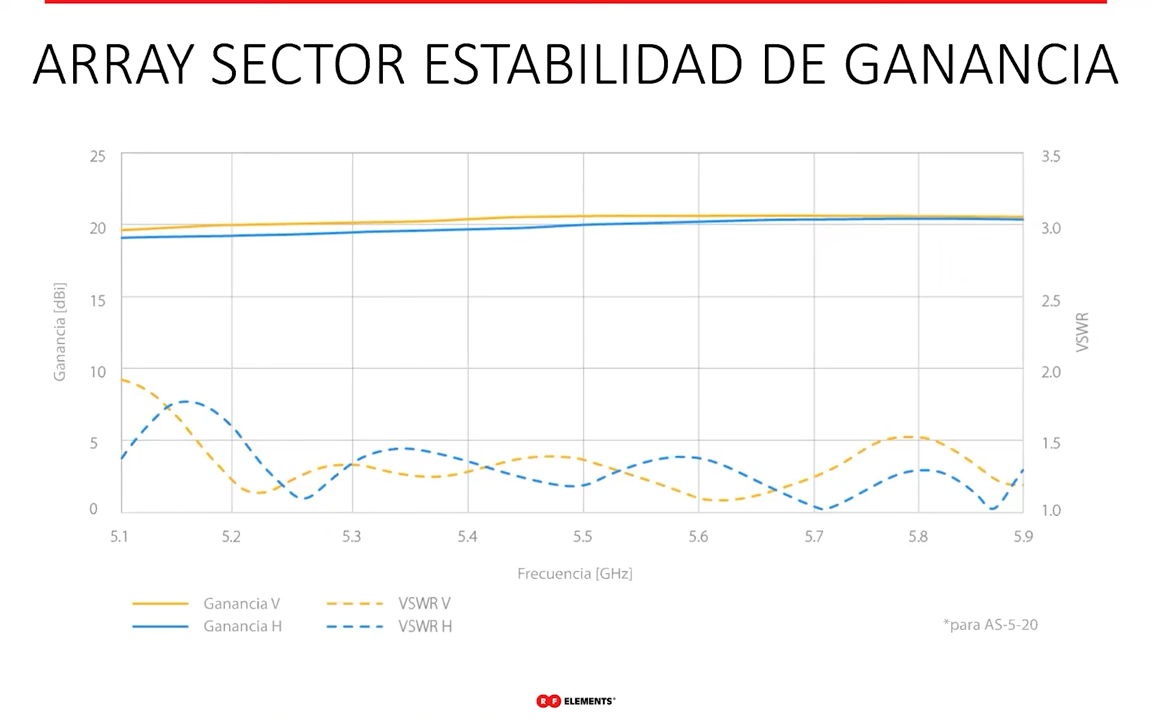 ARRAY SECTOR ESTABILIDAD DE GANANCIA
25
20
15
10
5
0
Ganancia [dBi]
3.5
3.0
2.5
2.0
1.5
1.0
VSWR
5.1 5.2 5.3 5.4 5.5 5.6 5.7 5.8 5.9
Frecuencia [GHz]
Ganancia V VSWR V
Ganancia H VSWR H
*para AS-5-20
RF ELEMENTS